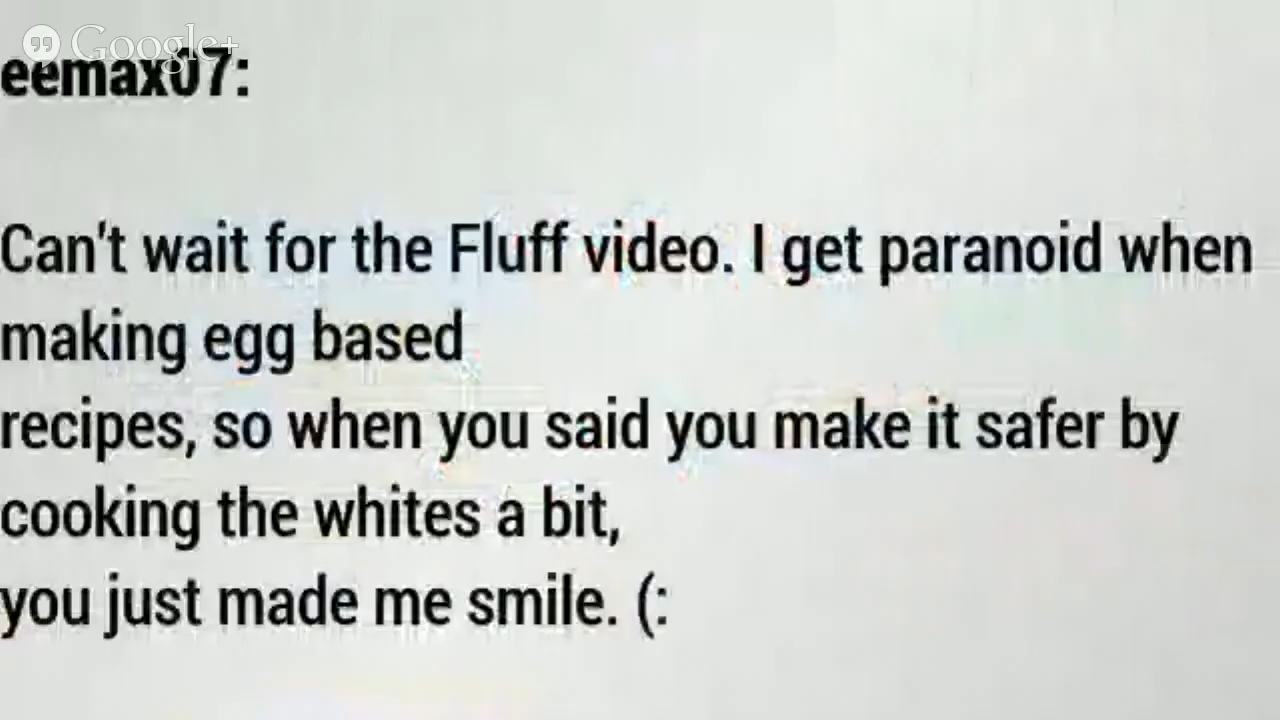 Google+
eemax07:
Can't wait for the Fluff video. I get paranoid when
making egg based
recipes, so when you said you make it safer by
cooking the whites a bit,
you just made me smile. (: